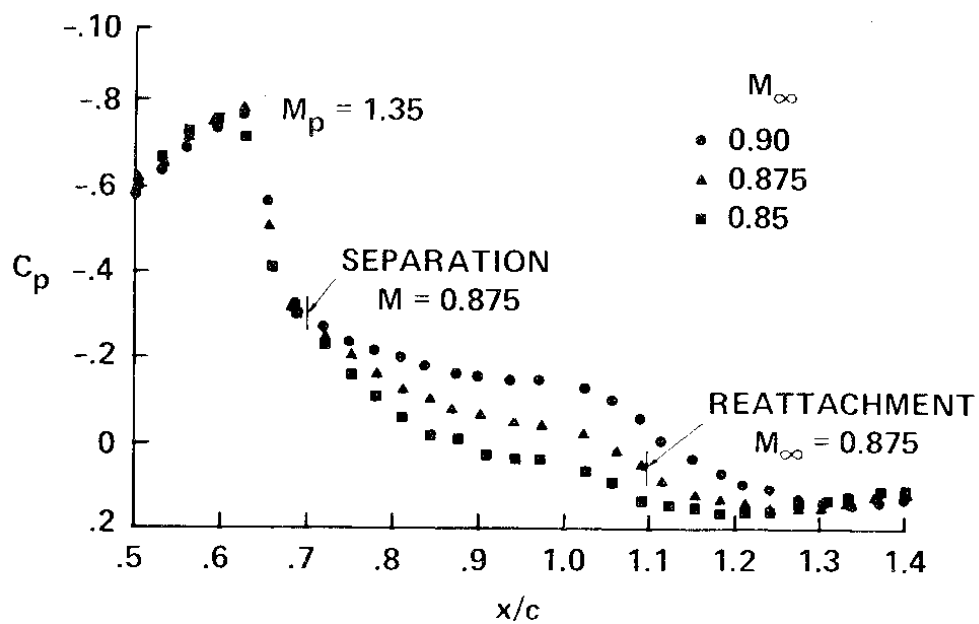 -.10
-.8
-.6
-.4
-.2
0
.2
C_p
M_p = 1.35
M_∞
0.90
0.875
0.85
SEPARATION
M = 0.875
REATTACHMENT
M_∞ = 0.875
.5 .6 .7 .8 .9 1.0 1.1 1.2 1.3 1.4
x/c